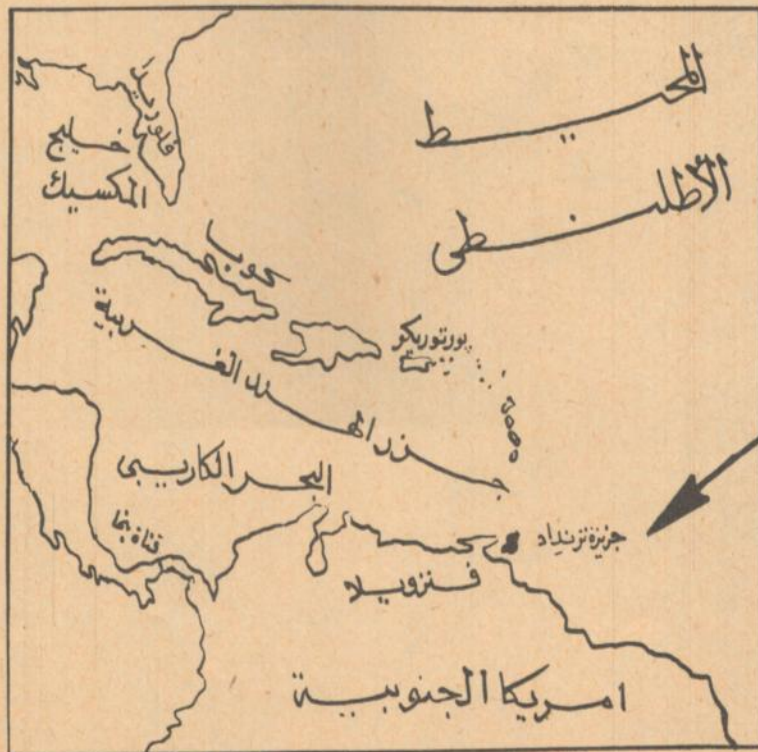 المحيط
الأطلنطى
فلوريدا
خليج
المكسيك
كوبا
بورتوريكو
جزر الهند الغربية
البحر الكاريبى
قناة بنما
جزيرة ترنداد
فنزويلا
امريكا الجنوبية